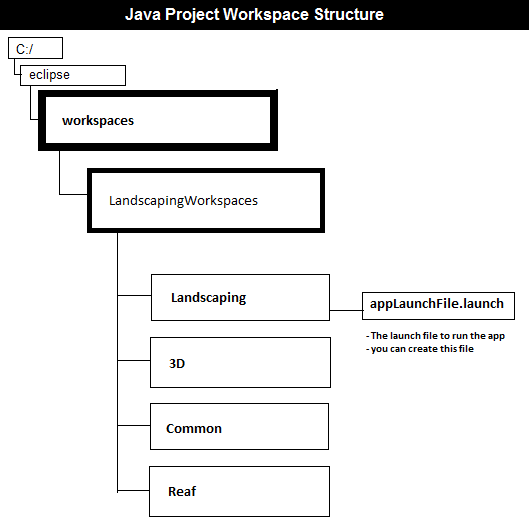 Java Project Workspace Structure
C:/
eclipse
workspaces
LandscapingWorkspaces
Landscaping
appLaunchFile.launch
- The launch file to run the app
- you can create this file
3D
Common
Reaf